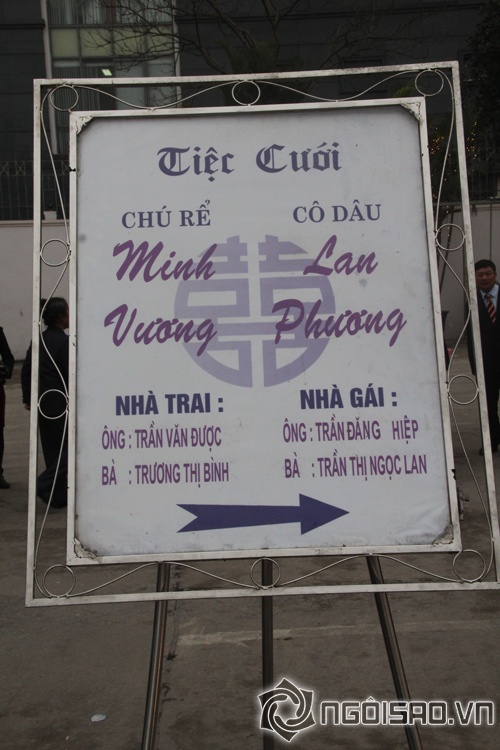 Tiệc Cưới
CHÚ RỂ
CÔ DÂU
Minh
Vương
Lan
Phương
囍
NHÀ TRAI :
ÔNG : TRẦN VĂN ĐƯỢC
BÀ : TRƯƠNG THỊ BÌNH
NHÀ GÁI :
ÔNG : TRẦN ĐĂNG HIỆP
BÀ : TRẦN THỊ NGỌC LAN
NGÔISAO.VN